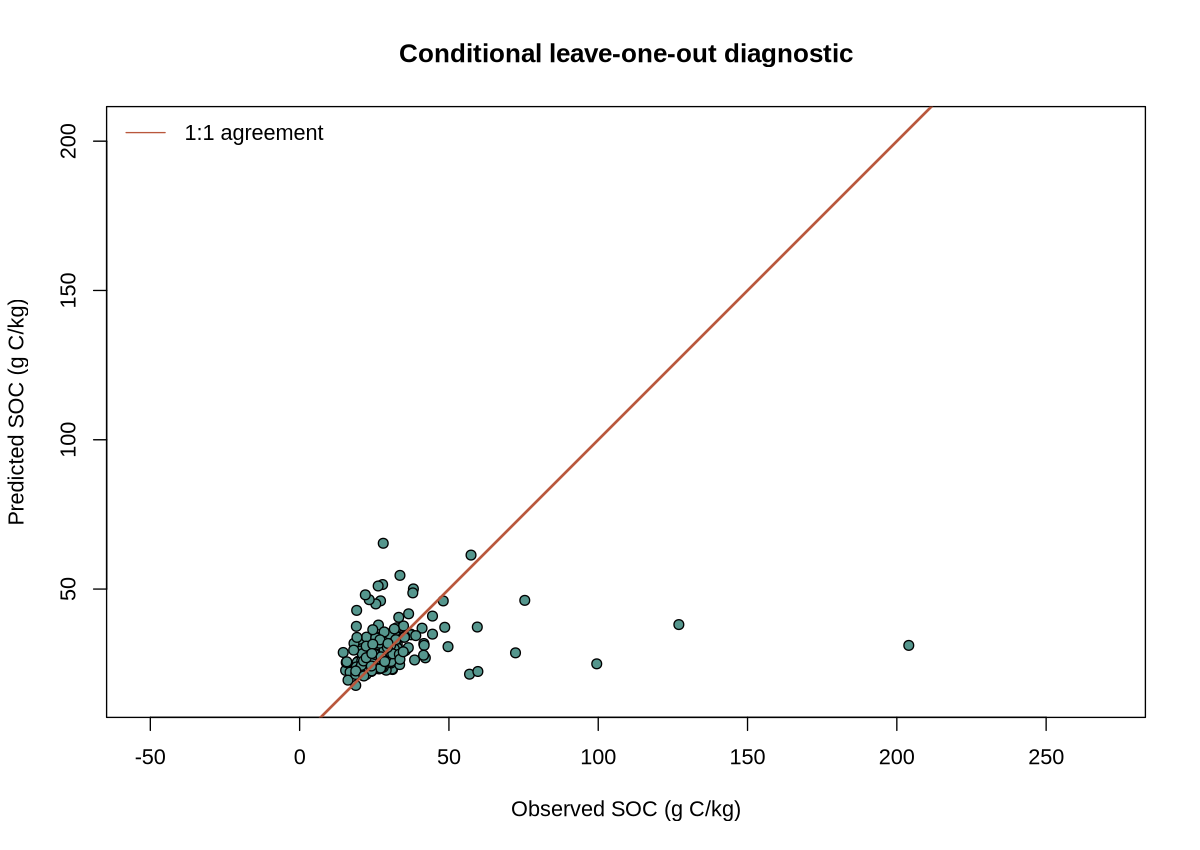 Conditional leave-one-out diagnostic
1:1 agreement
Predicted SOC (g C/kg)
200
150
100
50
-50 0 50 100 150 200 250
Observed SOC (g C/kg)